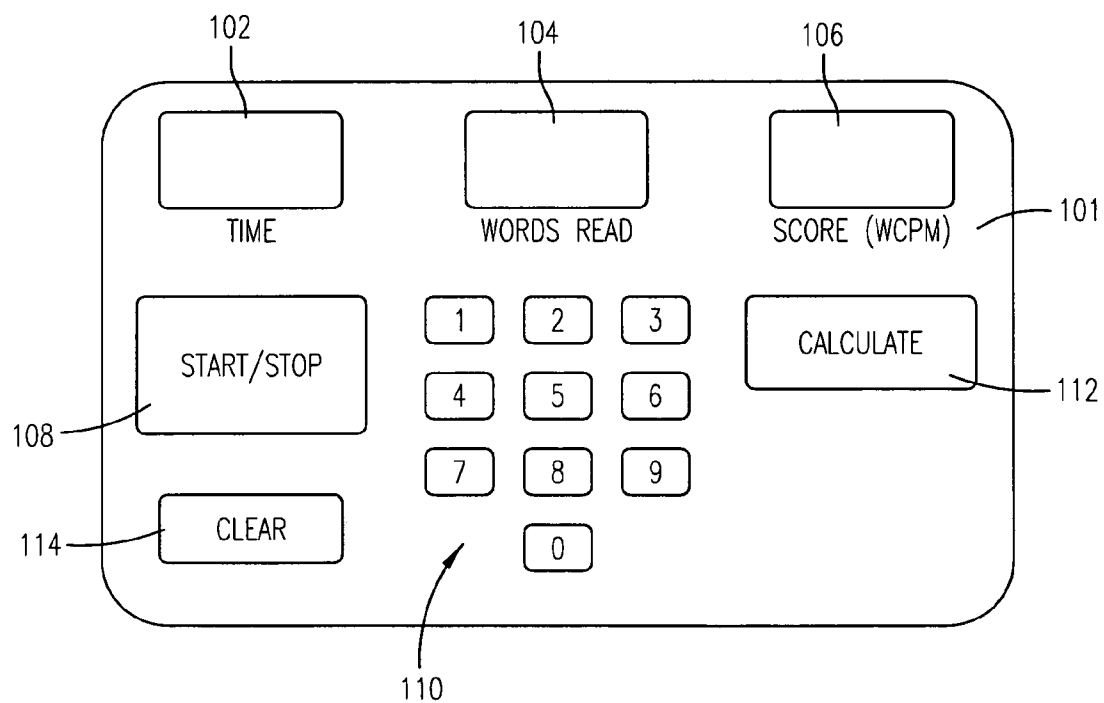 102 104 106
TIME WORDS READ SCORE (WCPM)
101
1 2 3
START/STOP CALCULATE
4 5 6
112
108
7 8 9
CLEAR
114
0
110